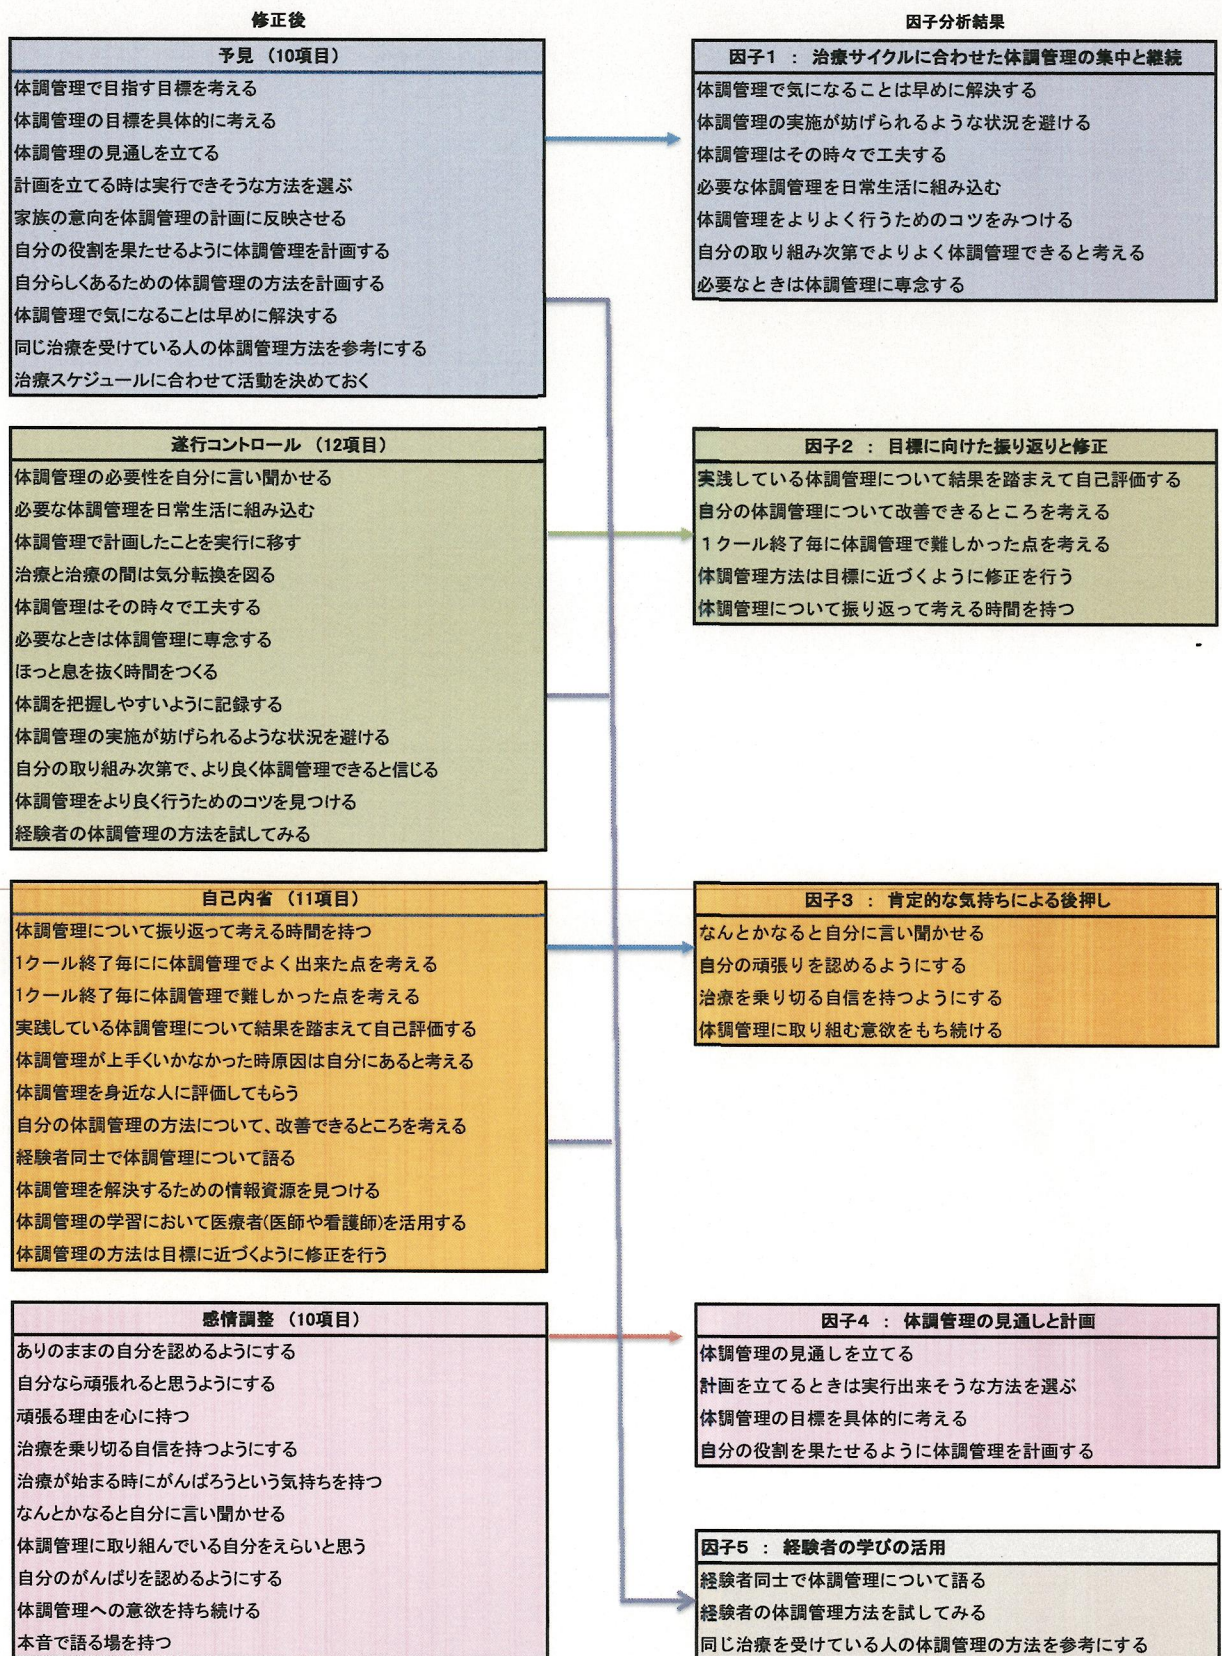 修正後
予見 （10項目）
体調管理で目指す目標を考える
体調管理の目標を具体的に考える
体調管理の見通しを立てる
計画を立てる時は実行できそうな方法を選ぶ
家族の意向を体調管理の計画に反映させる
自分の役割を果たせるように体調管理を計画する
自分らしくあるための体調管理の方法を計画する
体調管理で気になることは早めに解決する
同じ治療を受けている人の体調管理方法を参考にする
治療スケジュールに合わせて活動を決めておく
遂行コントロール （12項目）
体調管理の必要性を自分に言い聞かせる
必要な体調管理を日常生活に組み込む
体調管理で計画したことを実行に移す
治療と治療の間は気分転換を図る
体調管理はその時々で工夫する
必要なときは体調管理に専念する
ほっと息を抜く時間をつくる
体調を把握しやすいように記録する
体調管理の実施が妨げられるような状況を避ける
自分の取り組み次第で、より良く体調管理できると信じる
体調管理をより良く行うためのコツを見つける
経験者の体調管理の方法を試してみる
自己内省 （11項目）
体調管理について振り返って考える時間を持つ
1クール終了毎にに体調管理でよく出来た点を考える
1クール終了毎に体調管理で難しかった点を考える
実践している体調管理について結果を踏まえて自己評価する
体調管理が上手くいかなかった時原因は自分にあると考える
体調管理を身近な人に評価してもらう
自分の体調管理の方法について、改善できるところを考える
経験者同士で体調管理について語る
体調管理を解決するための情報資源を見つける
体調管理の学習において医療者(医師や看護師)を活用する
体調管理の方法は目標に近づくように修正を行う
感情調整 （10項目）
ありのままの自分を認めるようにする
自分なら頑張れると思うようにする
頑張る理由を心に持つ
治療を乗り切る自信を持つようにする
治療が始まる時にがんばろうという気持ちを持つ
なんとかなると自分に言い聞かせる
体調管理に取り組んでいる自分をえらいと思う
自分のがんばりを認めるようにする
体調管理への意欲を持ち続ける
本音で語る場を持つ
因子分析結果
因子1 ： 治療サイクルに合わせた体調管理の集中と継続
体調管理で気になることは早めに解決する
体調管理の実施が妨げられるような状況を避ける
体調管理はその時々で工夫する
必要な体調管理を日常生活に組み込む
体調管理をよりよく行うためのコツをみつける
自分の取り組み次第でよりよく体調管理できると考える
必要なときは体調管理に専念する
因子2 ： 目標に向けた振り返りと修正
実践している体調管理について結果を踏まえて自己評価する
自分の体調管理について改善できるところを考える
１クール終了毎に体調管理で難しかった点を考える
体調管理方法は目標に近づくように修正を行う
体調管理について振り返って考える時間を持つ
因子3 ： 肯定的な気持ちによる後押し
なんとかなると自分に言い聞かせる
自分の頑張りを認めるようにする
治療を乗り切る自信を持つようにする
体調管理に取り組む意欲をもち続ける
因子4 ： 体調管理の見通しと計画
体調管理の見通しを立てる
計画を立てるときは実行出来そうな方法を選ぶ
体調管理の目標を具体的に考える
自分の役割を果たせるように体調管理を計画する
因子5 ： 経験者の学びの活用
経験者同士で体調管理について語る
経験者の体調管理方法を試してみる
同じ治療を受けている人の体調管理の方法を参考にする